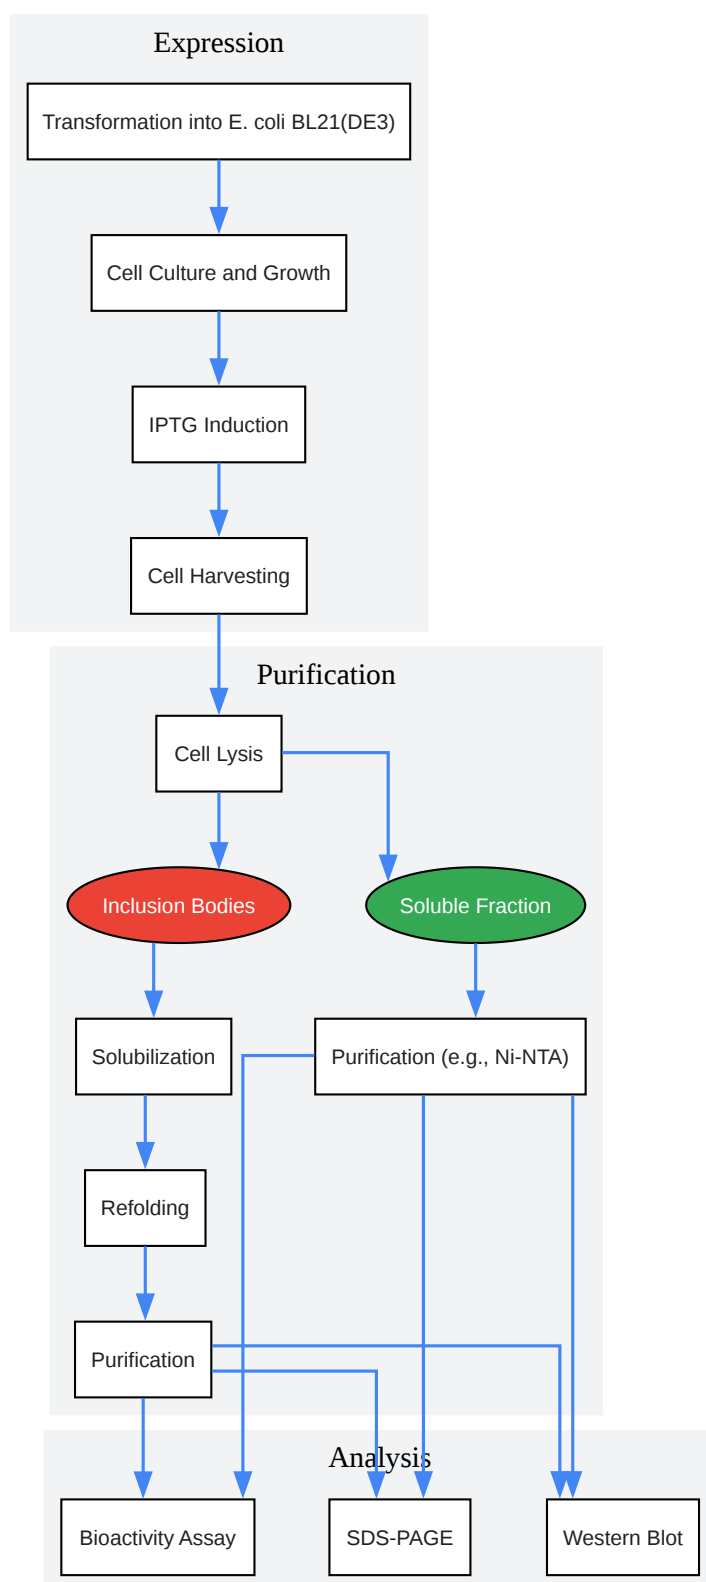 Expression
Transformation into E. coli BL21(DE3)
Cell Culture and Growth
IPTG Induction
Cell Harvesting
Purification
Cell Lysis
Inclusion Bodies
Soluble Fraction
Solubilization
Purification (e.g., Ni-NTA)
Refolding
Purification
Analysis
Bioactivity Assay
SDS-PAGE
Western Blot